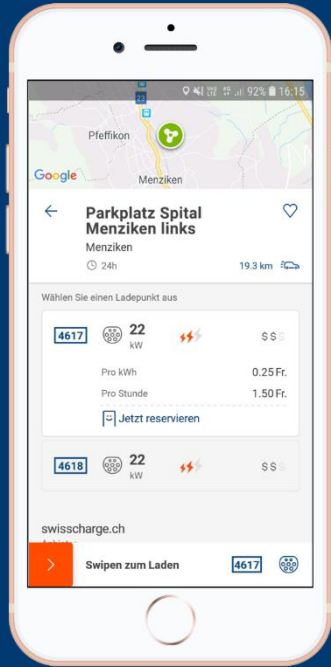 92% 16:15
23
Pfeffikon
Google
Menziken
Parkplatz Spital
Menziken links
Menziken
24h
19.3 km
Wählen Sie einen Ladepunkt aus
4617
22
kW
$$$
Pro kWh
0.25 Fr.
Pro Stunde
1.50 Fr.
Jetzt reservieren
4618
22
kW
$$$
swisscharge.ch
Swipen zum Laden
4617